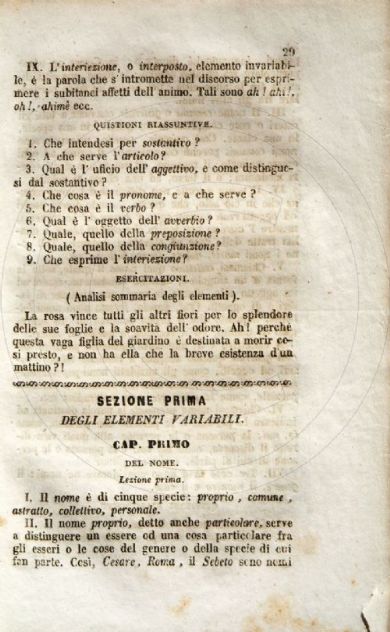 29
IX. L'interiezione, o interposto, elemento invariabi-
le, é la parola che s' intromette nel discorso per espri-
mere i subitanei affetti dell' animo. Tali sono ah! ahi!,
oh!, ahimè ecc.
QUISTIONI RIASSUNTIVE.
1. Che intendesi per sostantivo?
2. A che serve l'articolo?
3. Qual é l' uficio dell' aggettivo, e come distingue-
si dal sostantivo?
4. Che cosa è il pronome, e a che serve?
5. Che cosa è il verbo?
6. Qual é l' oggetto dell' avverbio?
7. Quale, quello della preposizione?
8. Quale, quello della congiunzione?
9. Che esprime l' interiezione?
ESERCITAZIONI.
( Analisi sommaria degli elementi ).
La rosa vince tutti gli altri fiori per lo splendore
delle sue foglie e la soavità dell' odore. Ah! perché
questa vaga figlia del giardino è destinata a morir co-
sì presto, e non ha ella che la breve esistenza d'un
mattino?!
SEZIONE PRIMA
DEGLI ELEMENTI VARIABILI.
CAP. PRIMO
DEL NOME.
Lezione prima.
I. Il nome è di cinque specie: proprio, comune,
astratto, collettivo, personale.
II. Il nome proprio, detto anche particolare, serve
a distinguere un essere od una cosa particolare fra
gli esseri o le cose del genere o della specie di cui
fan parte. Così, Cesare, Roma, il Sebeto sono nomi